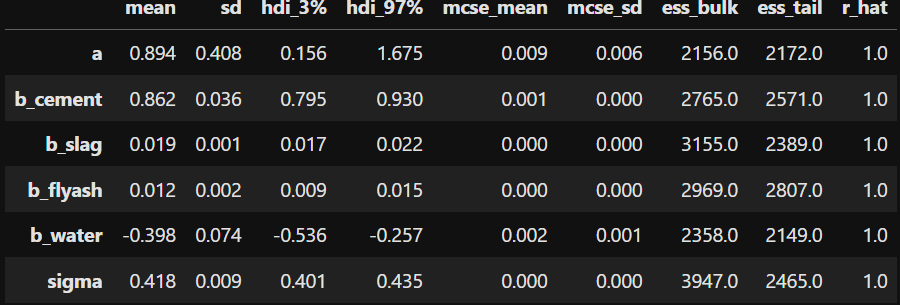 mean sd hdi_3% hdi_97% mcse_mean mcse_sd ess_bulk ess_tail r_hat
a 0.894 0.408 0.156 1.675 0.009 0.006 2156.0 2172.0 1.0
b_cement 0.862 0.036 0.795 0.930 0.001 0.000 2765.0 2571.0 1.0
b_slag 0.019 0.001 0.017 0.022 0.000 0.000 3155.0 2389.0 1.0
b_flyash 0.012 0.002 0.009 0.015 0.000 0.000 2969.0 2807.0 1.0
b_water -0.398 0.074 -0.536 -0.257 0.002 0.001 2358.0 2149.0 1.0
sigma 0.418 0.009 0.401 0.435 0.000 0.000 3947.0 2465.0 1.0